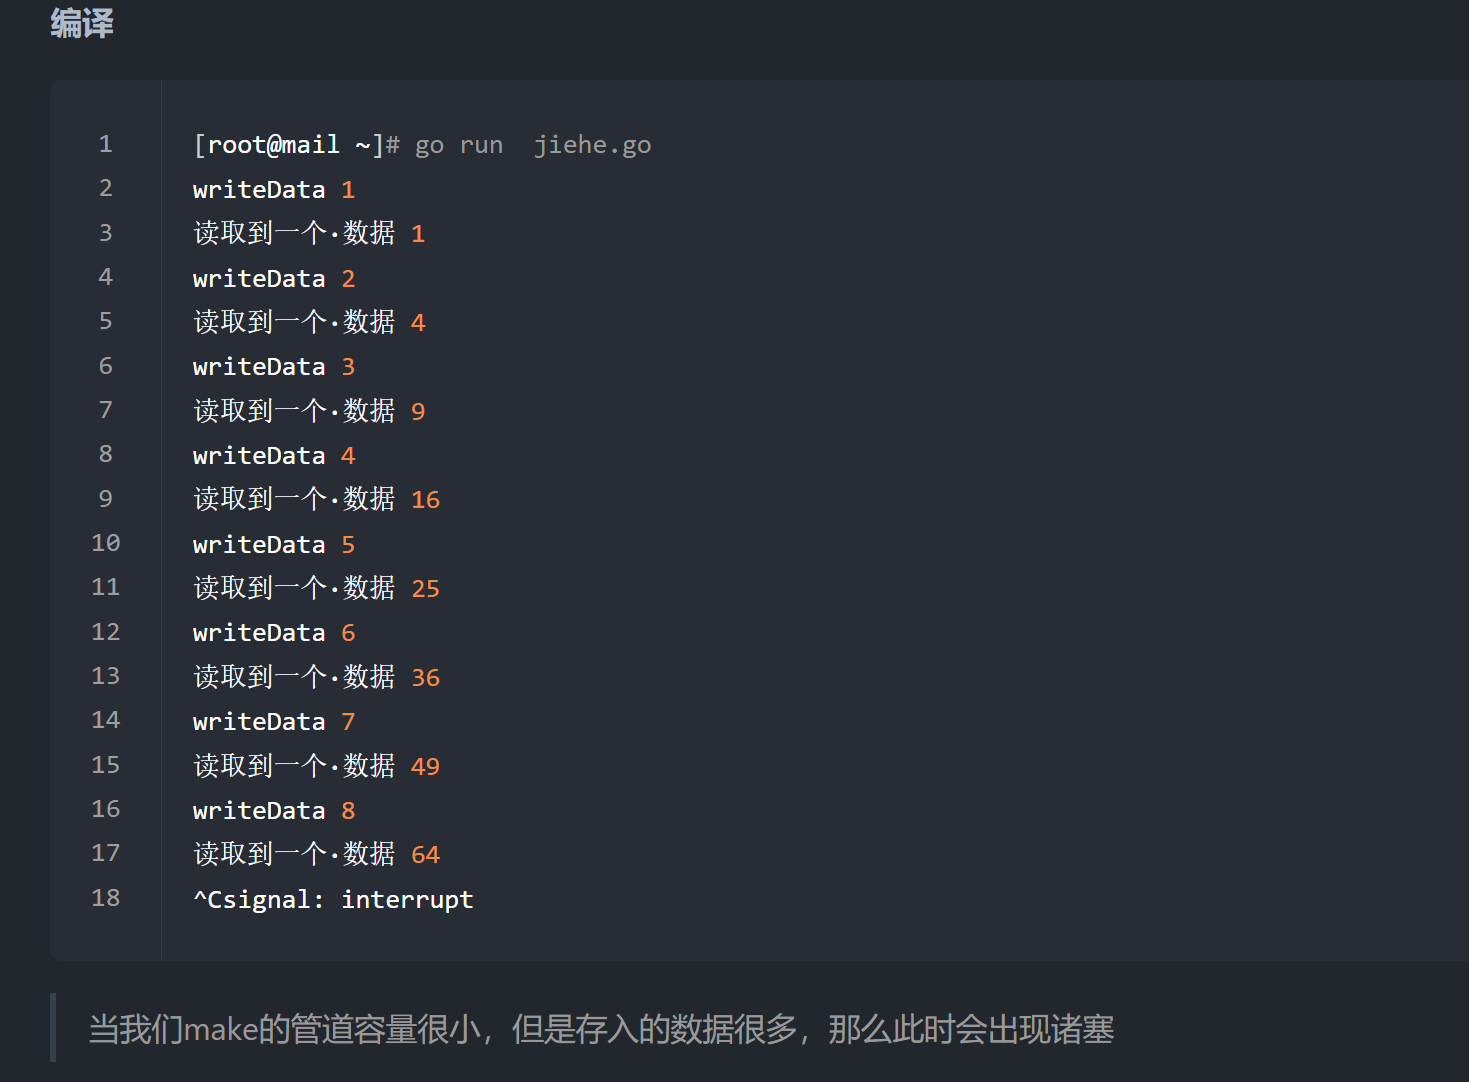 编译
1 [root@mail ~]# go run  jiehe.go
2 writeData 1
3 读取到一个·数据 1
4 writeData 2
5 读取到一个·数据 4
6 writeData 3
7 读取到一个·数据 9
8 writeData 4
9 读取到一个·数据 16
10 writeData 5
11 读取到一个·数据 25
12 writeData 6
13 读取到一个·数据 36
14 writeData 7
15 读取到一个·数据 49
16 writeData 8
17 读取到一个·数据 64
18 ^Csignal: interrupt
当我们make的管道容量很小，但是存入的数据很多，那么此时会出现诸塞